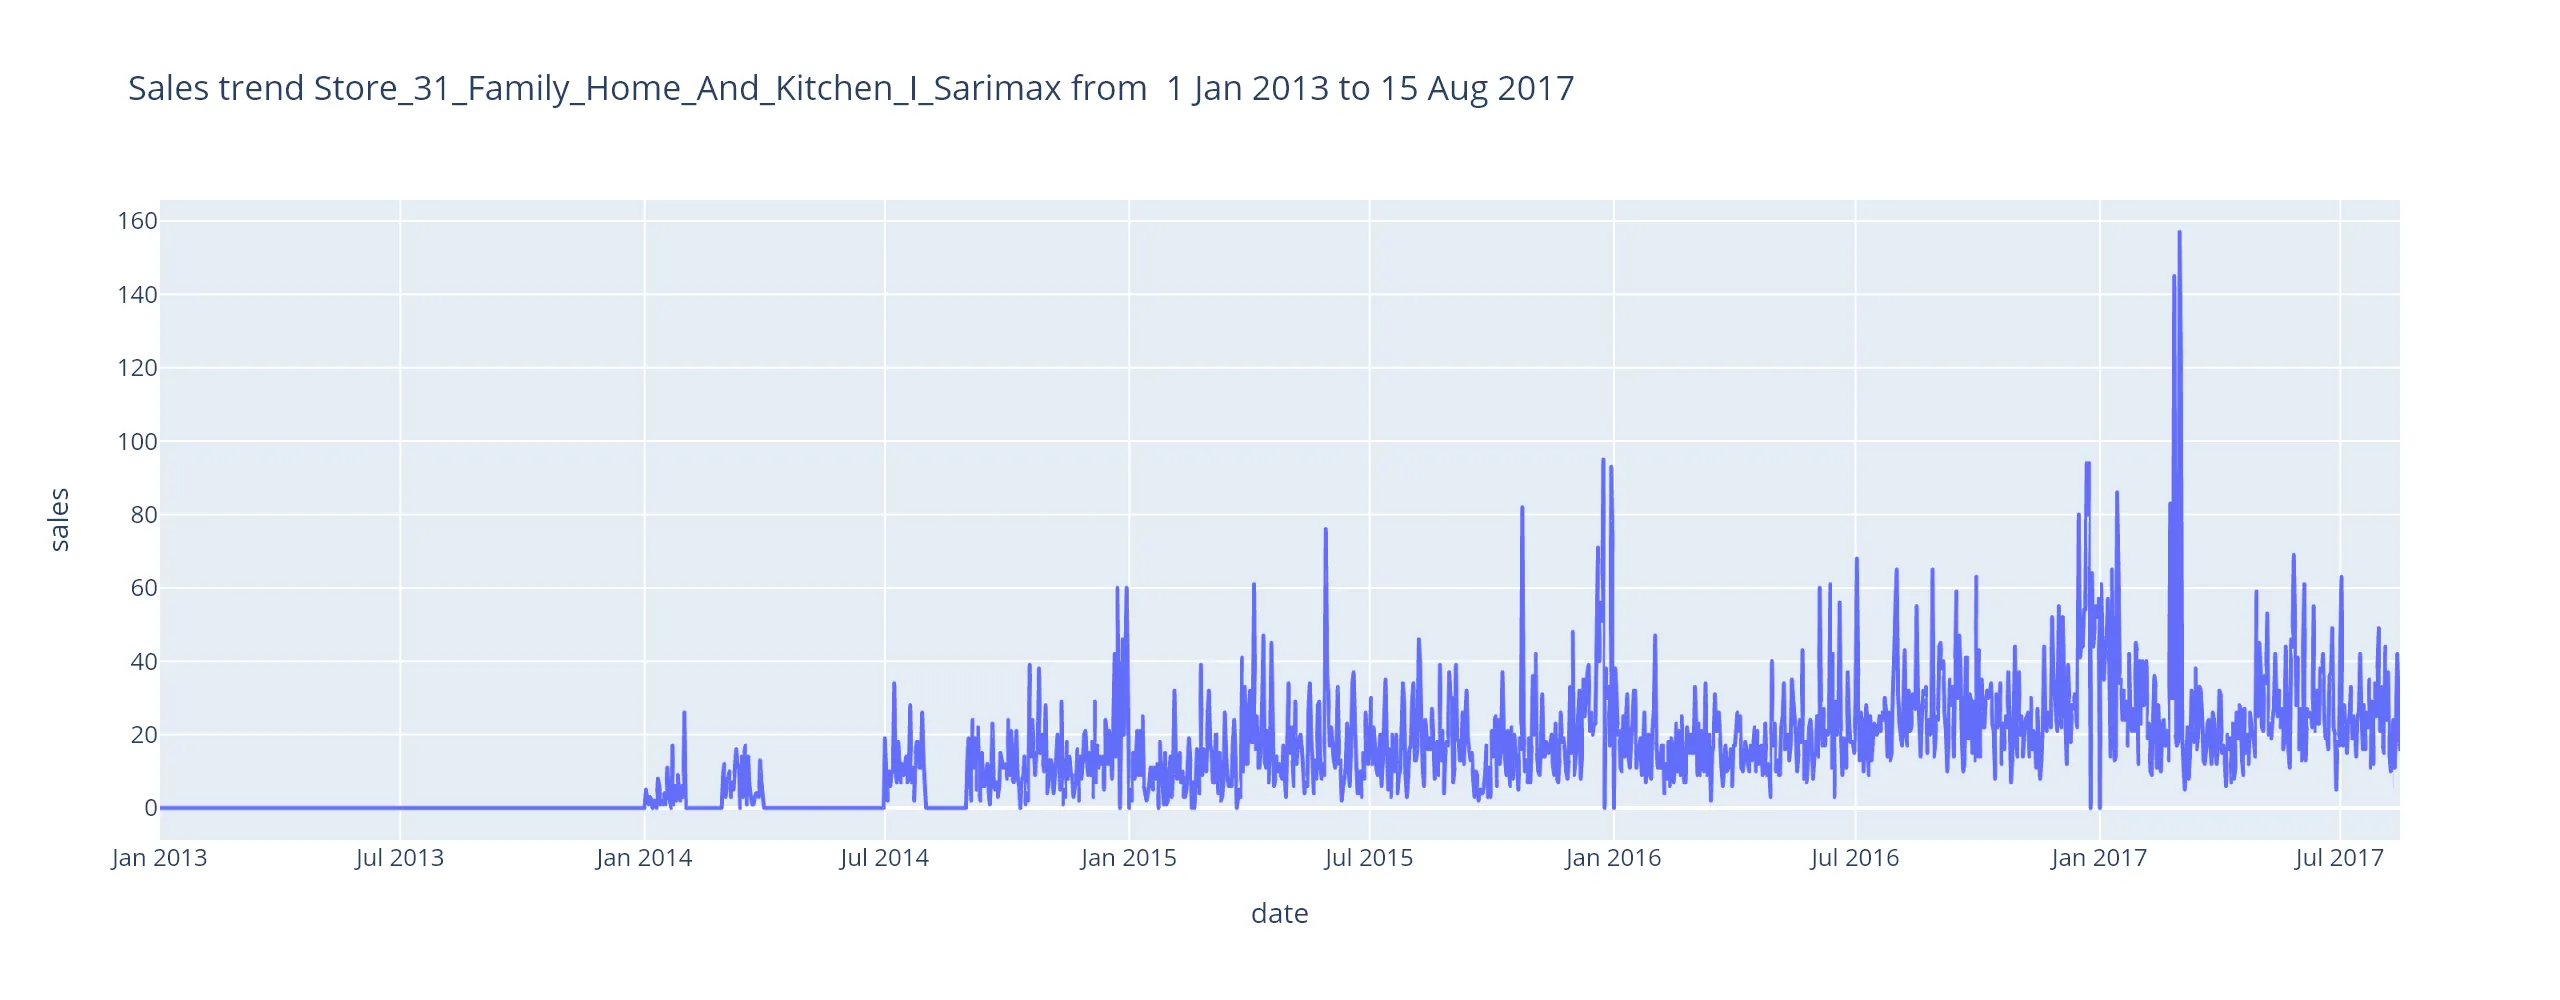 Sales trend Store_31_Family_Home_And_Kitchen_I_Sarimax from  1 Jan 2013 to 15 Aug 2017
160
140
120
100
80
60
40
20
0
sales
Jan 2013 Jul 2013 Jan 2014 Jul 2014 Jan 2015 Jul 2015 Jan 2016 Jul 2016 Jan 2017 Jul 2017
date